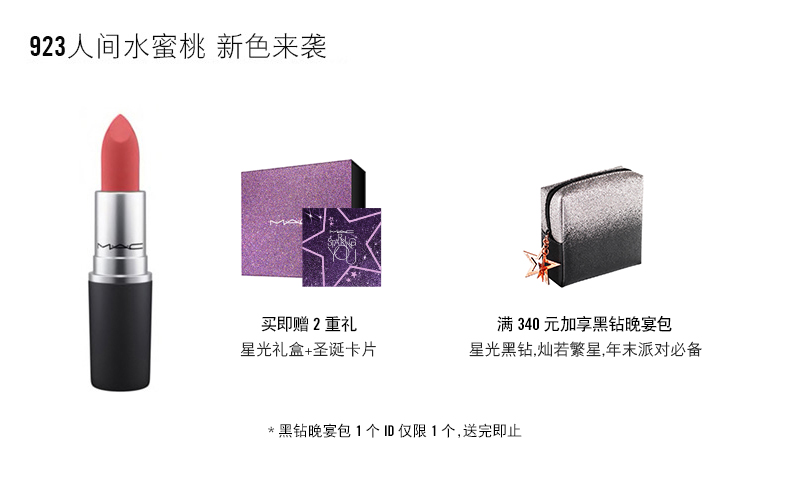 923人间水蜜桃 新色来袭
MAC
MAC
MAC
YOU
买即赠 2 重礼
星光礼盒+圣诞卡片
满 340 元加享黑钻晚宴包
星光黑钻,灿若繁星,年末派对必备
* 黑钻晚宴包 1 个 ID 仅限 1 个,送完即止